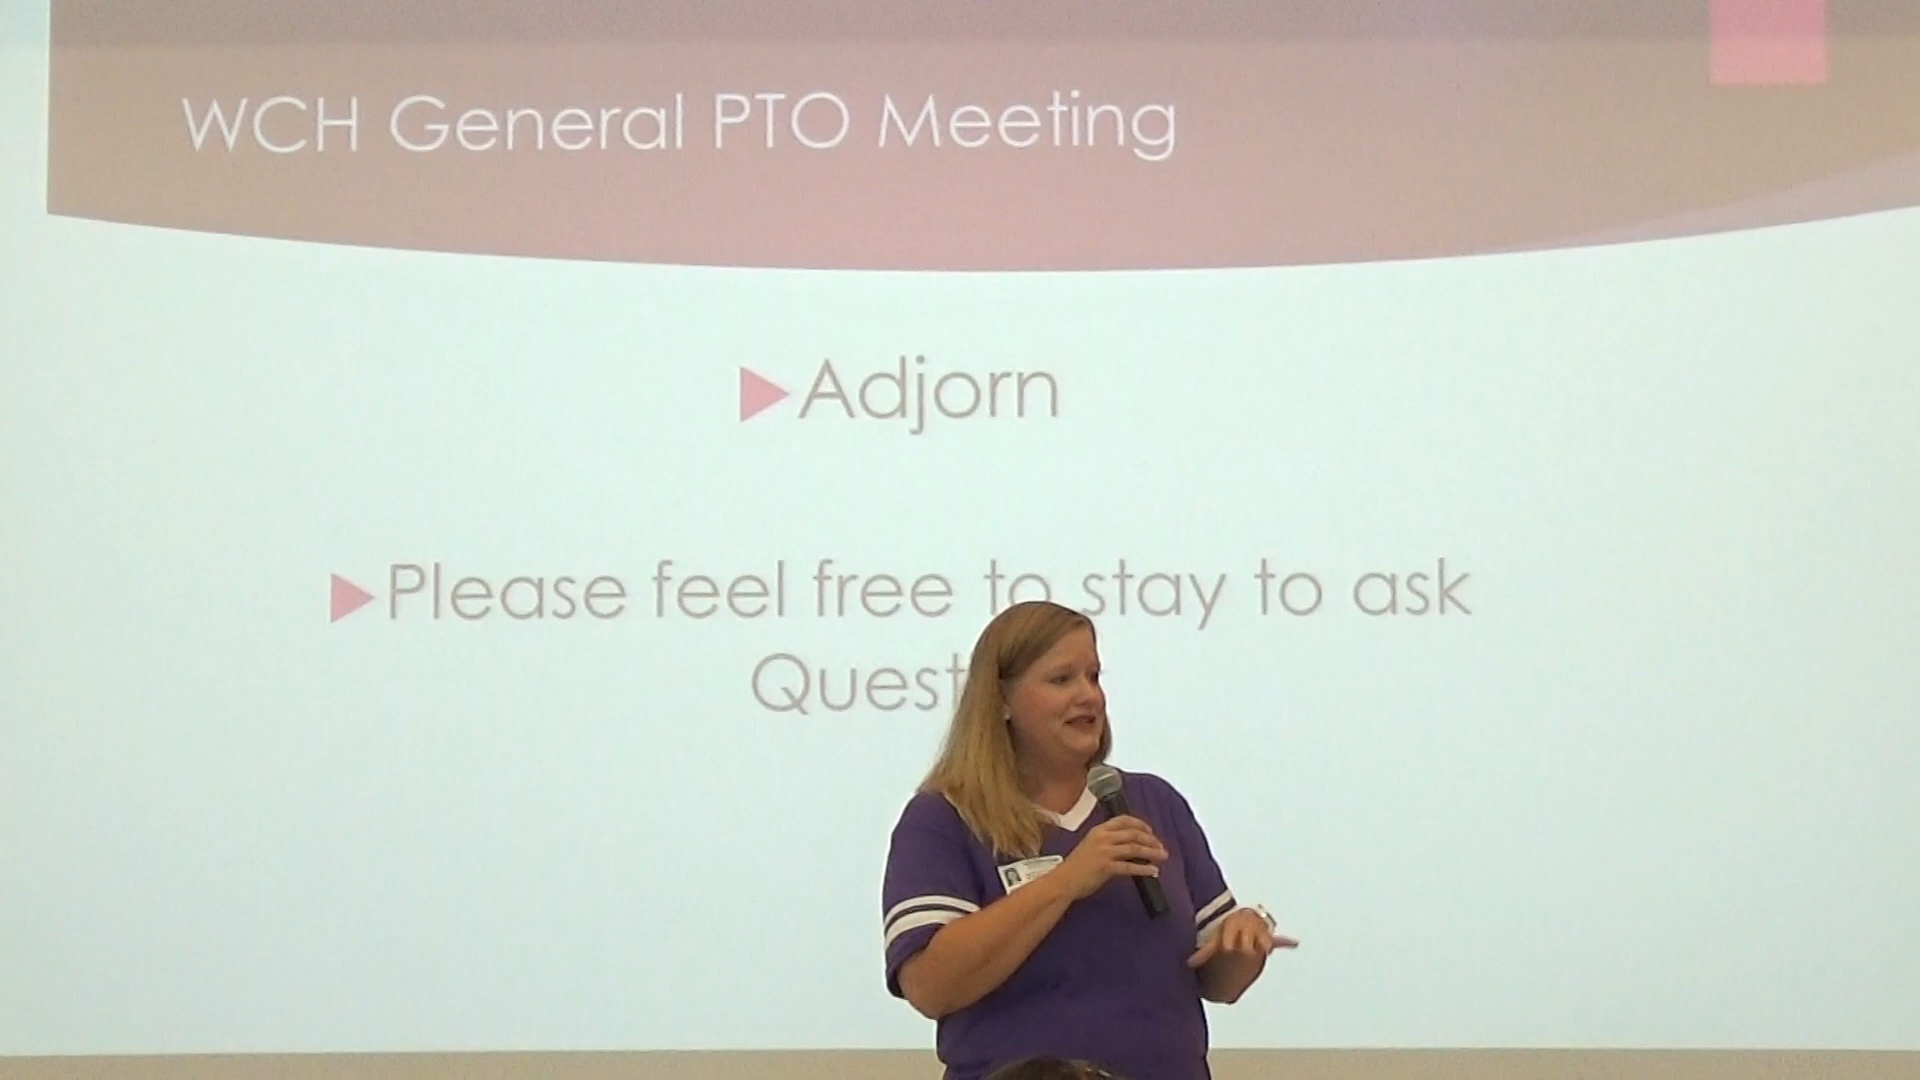 WCH General PTO Meeting
Adjorn
Please feel free to stay to ask